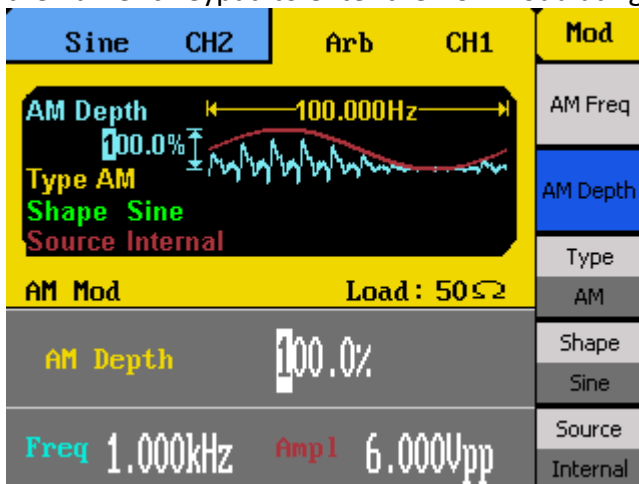 Sine CH2 Arb CH1 Mod
AM Depth 100.000Hz
100.0%
Type AM
Shape Sine
Source Internal
AM Mod Load: 50Ω
AM Depth 100.0%
Freq 1.000kHz Ampl 6.000Vpp
AM Freq
AM Depth
Type
AM
Shape
Sine
Source
Internal